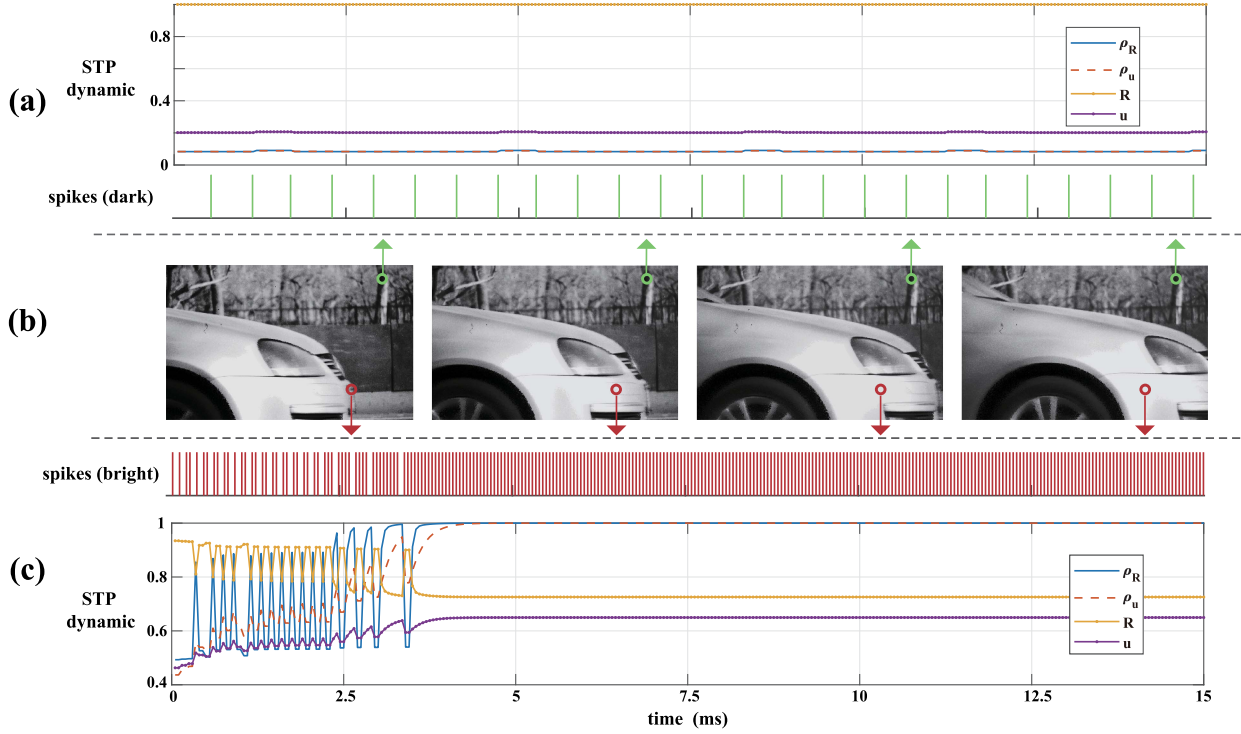 (a)
STP
dynamic
0.8
0.4
0
ρR
ρu
R
u
spikes (dark)
(b)
spikes (bright)
(c)
STP
dynamic
1
0.8
0.6
0.4
ρR
ρu
R
u
0
2.5
5
7.5
10
12.5
15
time (ms)